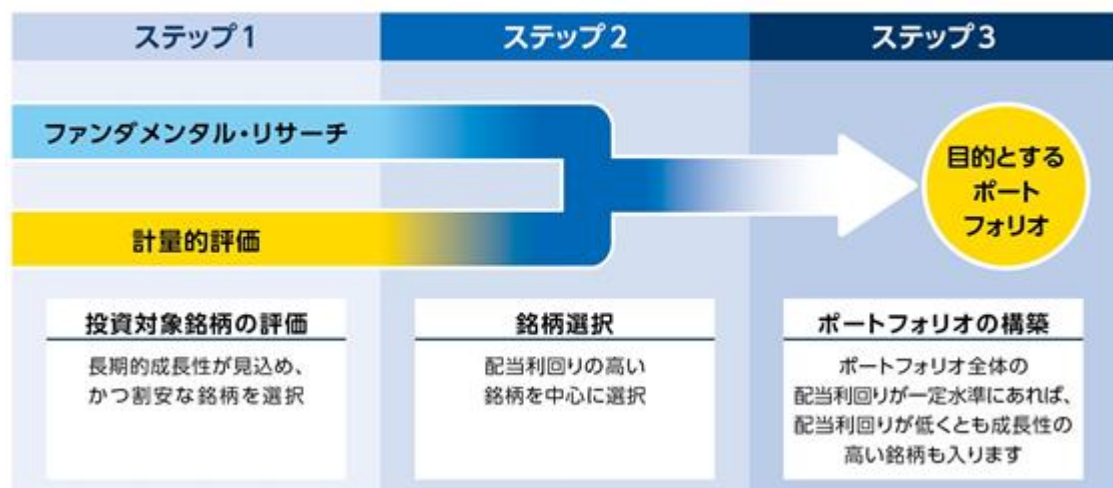 ステップ1
ステップ2
ステップ3
ファンダメンタル・リサーチ
計量的評価
目的とする
ポート
フォリオ
投資対象銘柄の評価
長期的成長性が見込め、
かつ割安な銘柄を選択
銘柄選択
配当利回りの高い
銘柄を中心に選択
ポートフォリオの構築
ポートフォリオ全体の
配当利回りが一定水準にあれば、
配当利回りが低くとも成長性の
高い銘柄も入ります